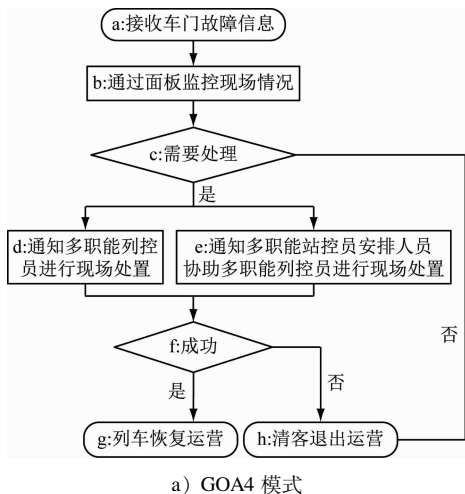 a:接收车门故障信息
b:通过面板监控现场情况
c:需要处理
是
d:通知多职能列控
员进行现场处置
e:通知多职能站控员安排人员
协助多职能列控员进行现场处置
否
f:成功
是
否
g:列车恢复运营
h:清客退出运营
a）GOA4 模式